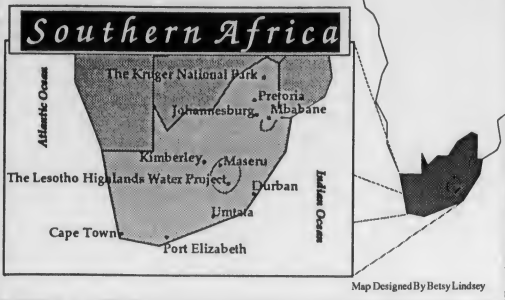 Southern Africa
The Kruger National Park
Pretoria
Johannesburg
Mbabane
Atlantic Ocean
Kimberley
Maseru
The Lesotho Highlands Water Project
Durban
Indian Ocean
Umtata
Cape Town
Port Elizabeth
Map Designed By Betsy Lindsey